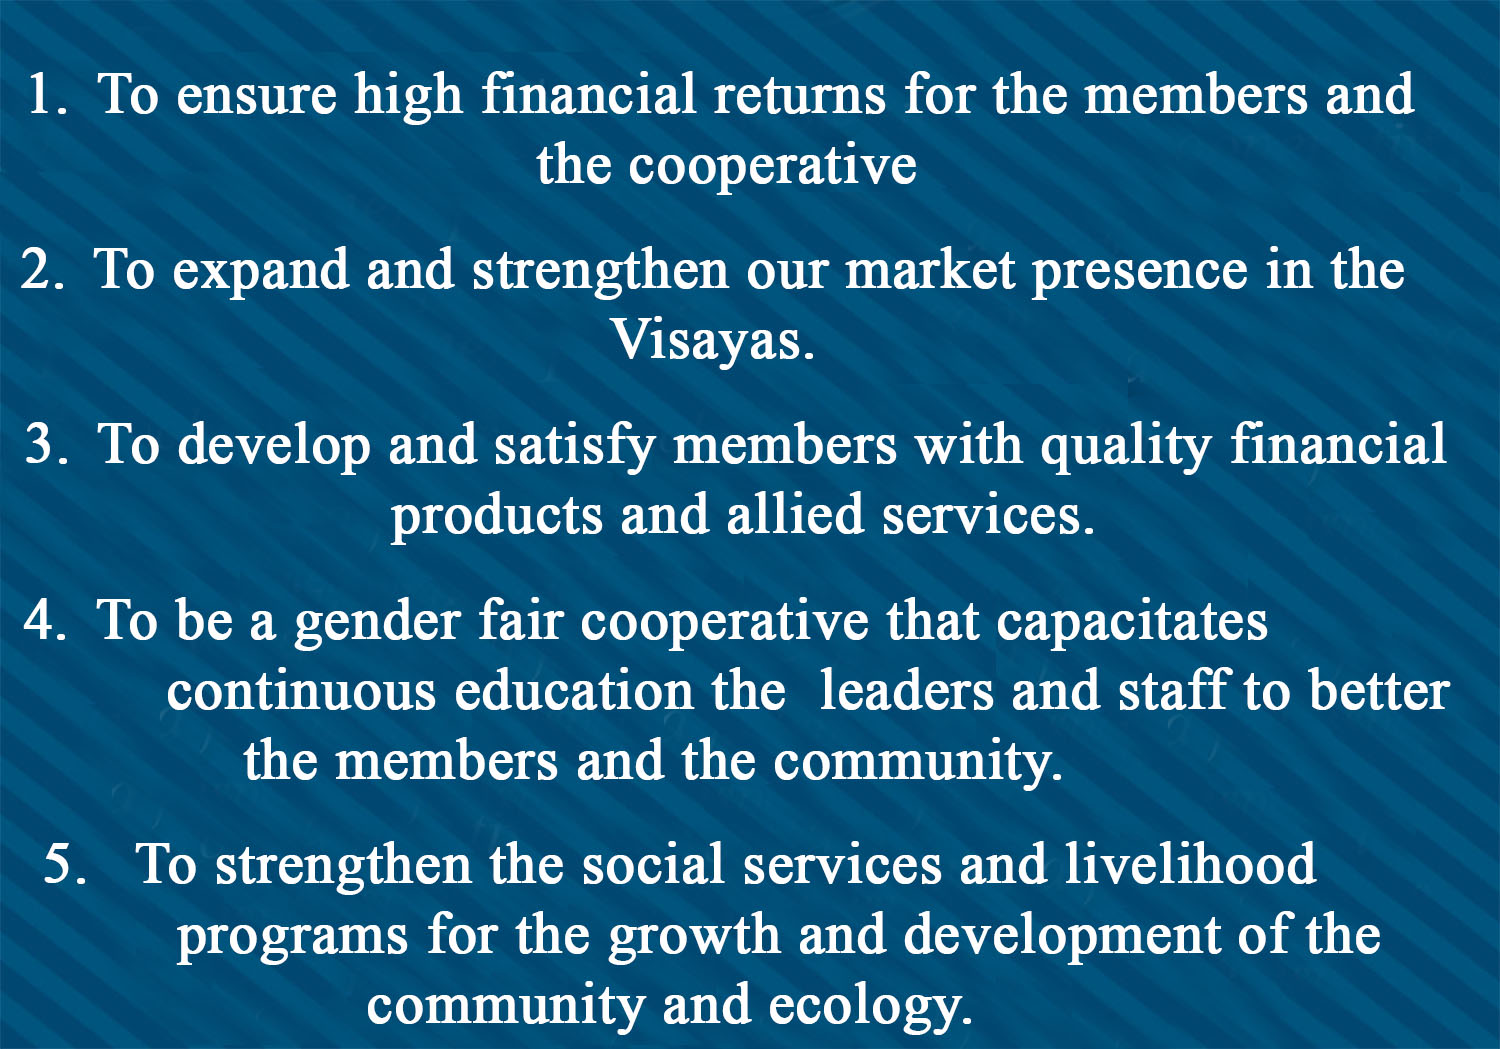 1. To ensure high financial returns for the members and
the cooperative
2. To expand and strengthen our market presence in the
Visayas.
3. To develop and satisfy members with quality financial
products and allied services.
4. To be a gender fair cooperative that capacitates
continuous education the leaders and staff to better
the members and the community.
5. To strengthen the social services and livelihood
programs for the growth and development of the
community and ecology.